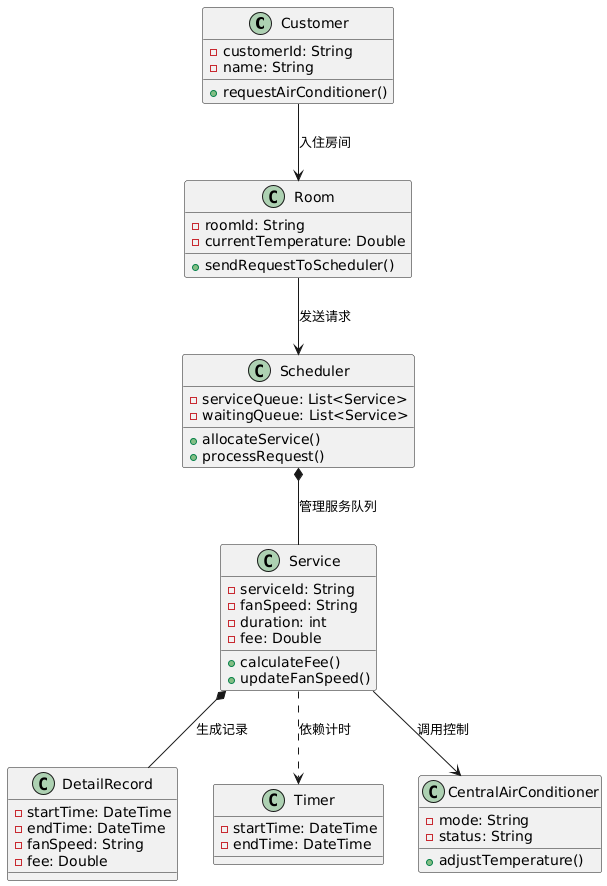 C Customer
customerId: String
name: String
requestAirConditioner()
入住房间
C Room
roomId: String
currentTemperature: Double
sendRequestToScheduler()
发送请求
C Scheduler
serviceQueue: List<Service>
waitingQueue: List<Service>
allocateService()
processRequest()
管理服务队列
C Service
serviceId: String
fanSpeed: String
duration: int
fee: Double
calculateFee()
updateFanSpeed()
生成记录
依赖计时
调用控制
C DetailRecord
startTime: DateTime
endTime: DateTime
fanSpeed: String
fee: Double
C Timer
startTime: DateTime
endTime: DateTime
C CentralAirConditioner
mode: String
status: String
adjustTemperature()